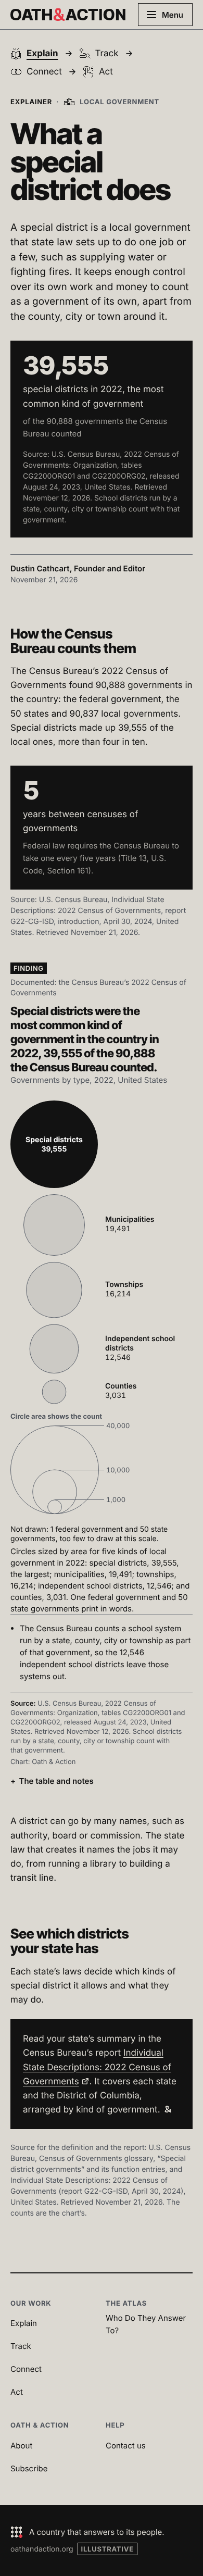 OATH&ACTION
Menu
Explain → Track →
Connect → Act
EXPLAINER · LOCAL GOVERNMENT
What a
special
district does
A special district is a local government
that state law sets up to do one job or
a few, such as supplying water or
fighting fires. It keeps enough control
over its own work and money to count
as a government of its own, apart from
the county, city or town around it.
39,555
special districts in 2022, the most
common kind of government
of the 90,888 governments the Census
Bureau counted
Source: U.S. Census Bureau, 2022 Census of
Governments: Organization, tables
CG2200ORG01 and CG2200ORG02, released
August 24, 2023, United States. Retrieved
November 12, 2026. School districts run by a
state, county, city or township count with that
government.
Dustin Cathcart, Founder and Editor
November 21, 2026
How the Census
Bureau counts them
The Census Bureau's 2022 Census of
Governments found 90,888 governments in
the country: the federal government, the
50 states and 90,837 local governments.
Special districts made up 39,555 of the
local ones, more than four in ten.
5
years between censuses of
governments
Federal law requires the Census Bureau to
take one every five years (Title 13, U.S.
Code, Section 161).
Source: U.S. Census Bureau, Individual State
Descriptions: 2022 Census of Governments, report
G22-CG-ISD, introduction, April 30, 2024, United
States. Retrieved November 21, 2026.
FINDING
Documented: the Census Bureau's 2022 Census of
Governments
Special districts were the
most common kind of
government in the country in
2022, 39,555 of the 90,888
the Census Bureau counted.
Governments by type, 2022, United States
Special districts
39,555
Municipalities
19,491
Townships
16,214
Independent school
districts
12,546
Counties
3,031
Circle area shows the count
40,000
10,000
1,000
Not drawn: 1 federal government and 50 state
governments, too few to draw at this scale.
Circles sized by area for five kinds of local
government in 2022: special districts, 39,555,
the largest; municipalities, 19,491; townships,
16,214; independent school districts, 12,546; and
counties, 3,031. One federal government and 50
state governments print in words.
• The Census Bureau counts a school system
run by a state, county, city or township as part
of that government, so the 12,546
independent school districts leave those
systems out.
Source: U.S. Census Bureau, 2022 Census of
Governments: Organization, tables CG2200ORG01 and
CG2200ORG02, released August 24, 2023, United
States. Retrieved November 12, 2026. School districts
run by a state, county, city or township count with
that government.
Chart: Oath & Action
+ The table and notes
A district can go by many names, such as
authority, board or commission. The state
law that creates it names the jobs it may
do, from running a library to building a
transit line.
See which districts
your state has
Each state's laws decide which kinds of
special district it allows and what they
may do.
Read your state's summary in the
Census Bureau's report Individual
State Descriptions: 2022 Census of
Governments. It covers each state
and the District of Columbia,
arranged by kind of government. &
Source for the definition and the report: U.S. Census
Bureau, Census of Governments glossary, "Special
district governments" and its function entries, and
Individual State Descriptions: 2022 Census of
Governments (report G22-CG-ISD, April 30, 2024),
United States. Retrieved November 21, 2026. The
counts are the chart's.
OUR WORK
Explain
Track
Connect
Act
THE ATLAS
Who Do They Answer
To?
OATH & ACTION
About
Subscribe
HELP
Contact us
A country that answers to its people.
oathandaction.org ILLUSTRATIVE